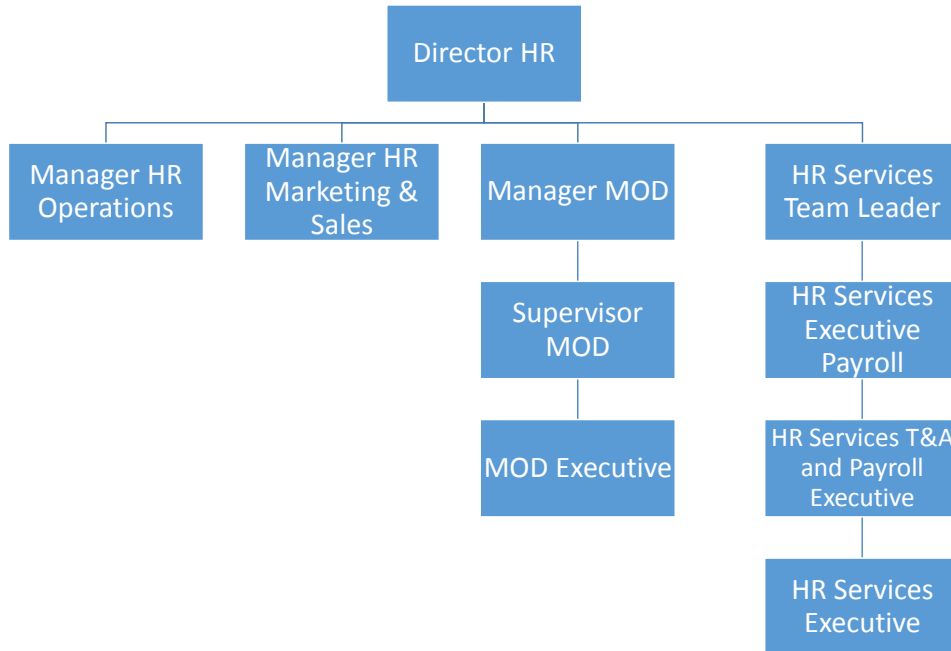 Director HR
Manager HR
Operations
Manager HR
Marketing &
Sales
Manager MOD
HR Services
Team Leader
Supervisor
MOD
HR Services
Executive
Payroll
MOD Executive
HR Services T&A
and Payroll
Executive
HR Services
Executive